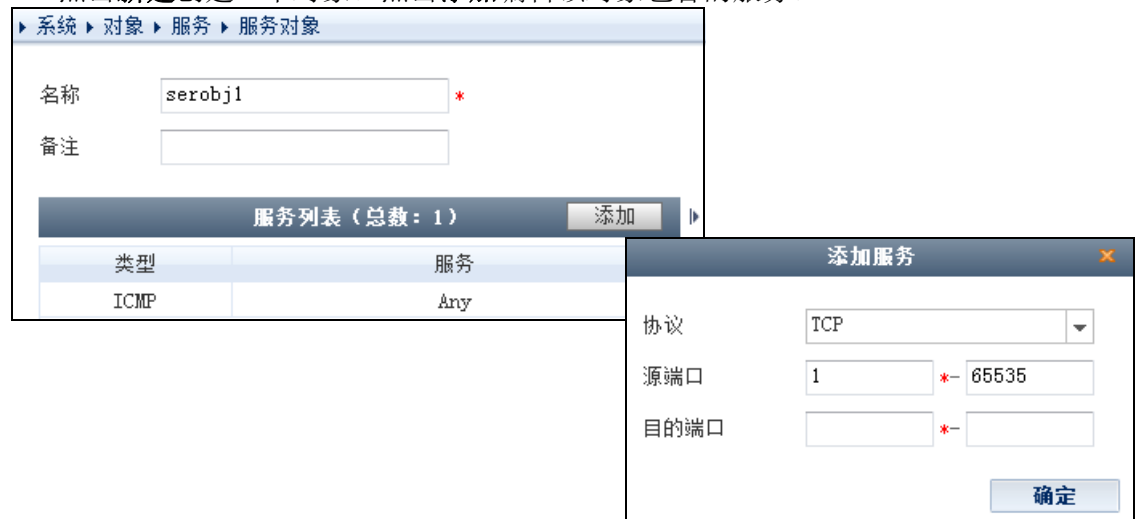 系统 对象 服务 服务对象
名称 serobj1 *
备注
服务列表（总数：1） 添加
类型 服务
ICMP Any
添加服务 ×
协议 TCP
源端口 1 *- 65535
目的端口 *-
确定